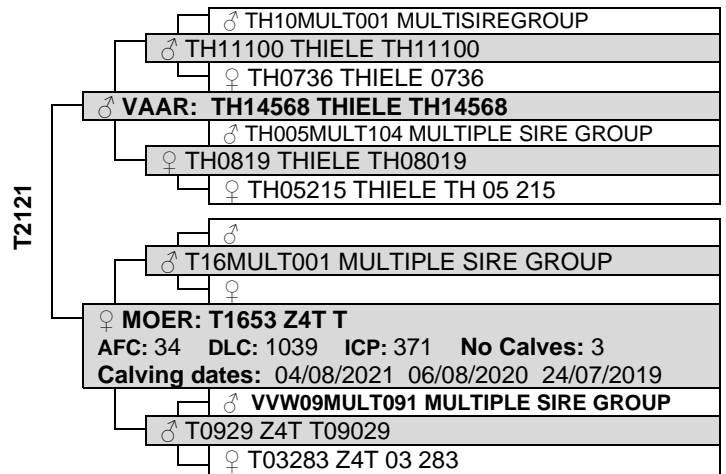 ♂ TH10MULT001 MULTISIREGROUP
♂ TH11100 THIELE TH11100
♀ TH0736 THIELE 0736
♂ VAAR: TH14568 THIELE TH14568
♂ TH005MULT104 MULTIPLE SIRE GROUP
♀ TH0819 THIELE TH08019
♀ TH05215 THIELE TH 05 215
T2121
♂
♂ T16MULT001 MULTIPLE SIRE GROUP
♀
♀ MOER: T1653 Z4T T
AFC: 34 DLC: 1039 ICP: 371 No Calves: 3
Calving dates: 04/08/2021 06/08/2020 24/07/2019
♂ VVW09MULT091 MULTIPLE SIRE GROUP
♂ T0929 Z4T T09029
♀ T03283 Z4T 03 283